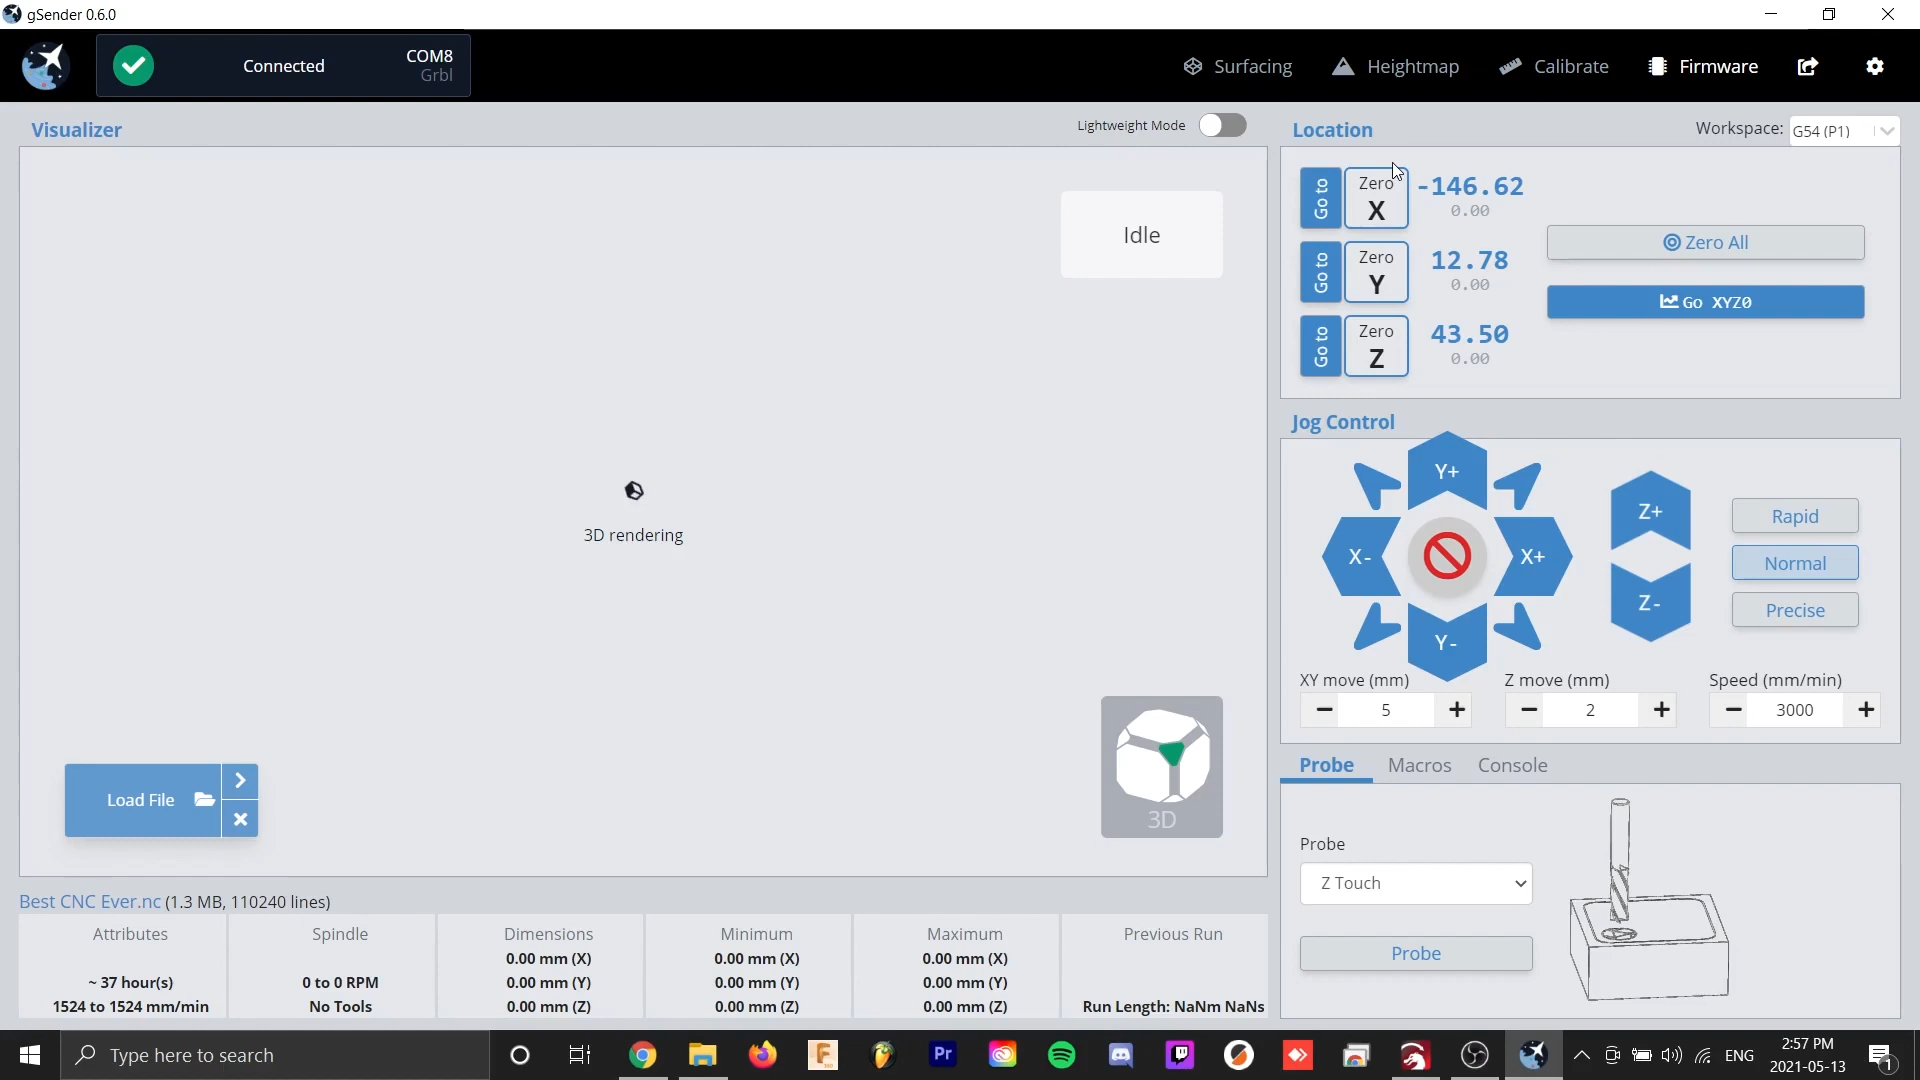 gSender 0.6.0
Connected
COM8
Grbl
Surfacing
Heightmap
Calibrate
Firmware
Visualizer
Lightweight Mode
Idle
3D rendering
3D
Load File
Location
Workspace: G54 (P1)
Go to
Zero
X
-146.62
0.00
Go to
Zero
Y
12.78
0.00
Go to
Zero
Z
43.50
0.00
Zero All
Go XYZ0
Jog Control
Y+
X-
X+
Y-
Z+
Z-
Rapid
Normal
Precise
XY move (mm)
5
Z move (mm)
2
Speed (mm/min)
3000
Probe
Macros
Console
Probe
Z Touch
Probe
Best CNC Ever.nc (1.3 MB, 110240 lines)
Attributes
~ 37 hour(s)
1524 to 1524 mm/min
Spindle
0 to 0 RPM
No Tools
Dimensions
0.00 mm (X)
0.00 mm (Y)
0.00 mm (Z)
Minimum
0.00 mm (X)
0.00 mm (Y)
0.00 mm (Z)
Maximum
0.00 mm (X)
0.00 mm (Y)
0.00 mm (Z)
Previous Run
Run Length: NaNm NaNs
Type here to search
F
Pr
ENG
2:57 PM
2021-05-13
1